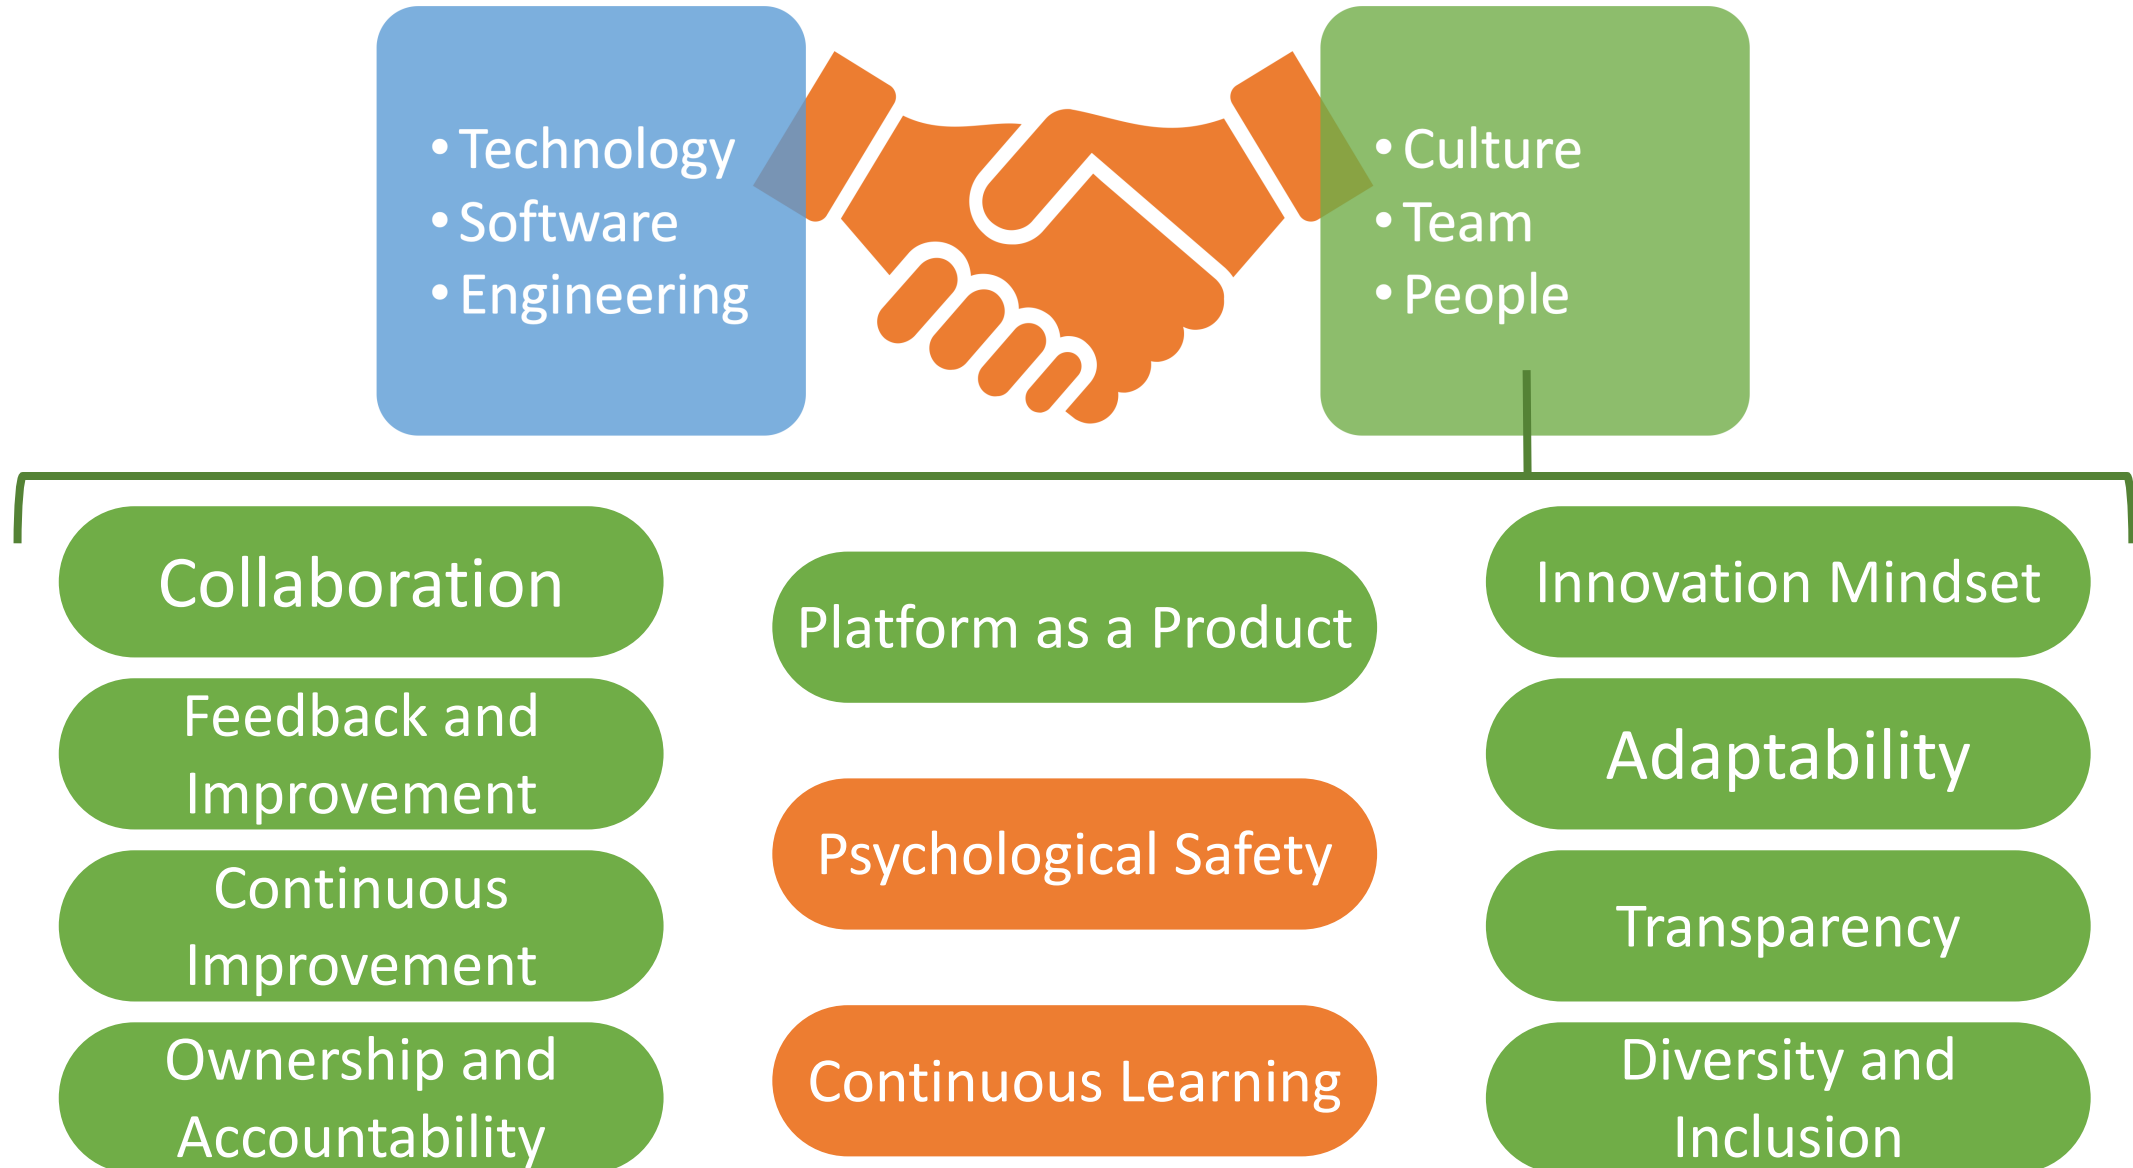 • Technology
• Software
• Engineering
• Culture
• Team
• People
Collaboration
Feedback and
Improvement
Continuous
Improvement
Ownership and
Accountability
Platform as a Product
Psychological Safety
Continuous Learning
Innovation Mindset
Adaptability
Transparency
Diversity and
Inclusion